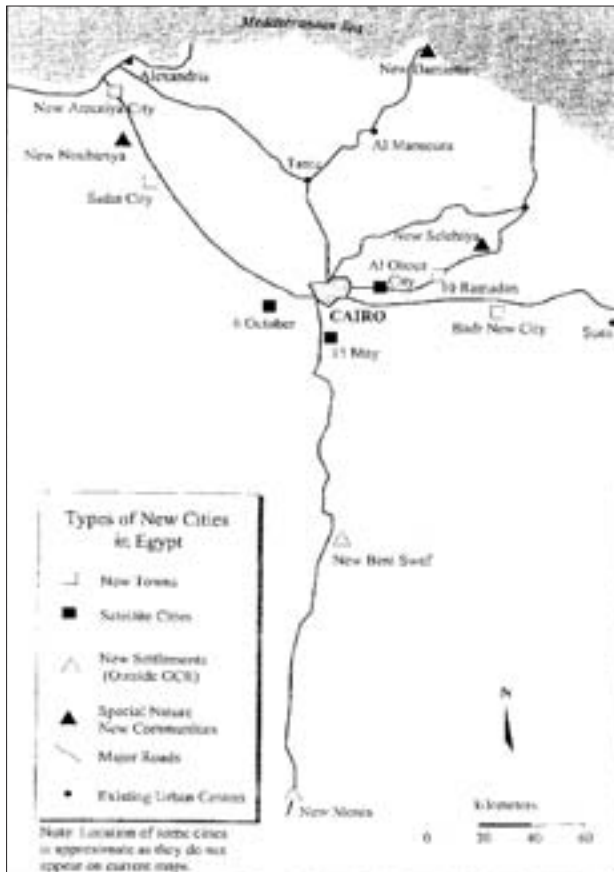 Mediterranean Sea
Alexandria
New Damietta
New Amiriya City
Al Mansoura
New Noubariya
Tanta
Sadat City
New Salehiya
Al Obour
City
10 Ramadan
6 October
CAIRO
Badr New City
15 May
Types of New Cities
in Egypt
New Towns
Satellite Cities
New Settlements
(Outside GCR)
Special Nature
New Communities
Major Roads
Existing Urban Centers
New Beni Swef
N
New Menia
kilometers
0 20 40 60
Note: Location of some cities
is approximate as they do not
appear on current maps.